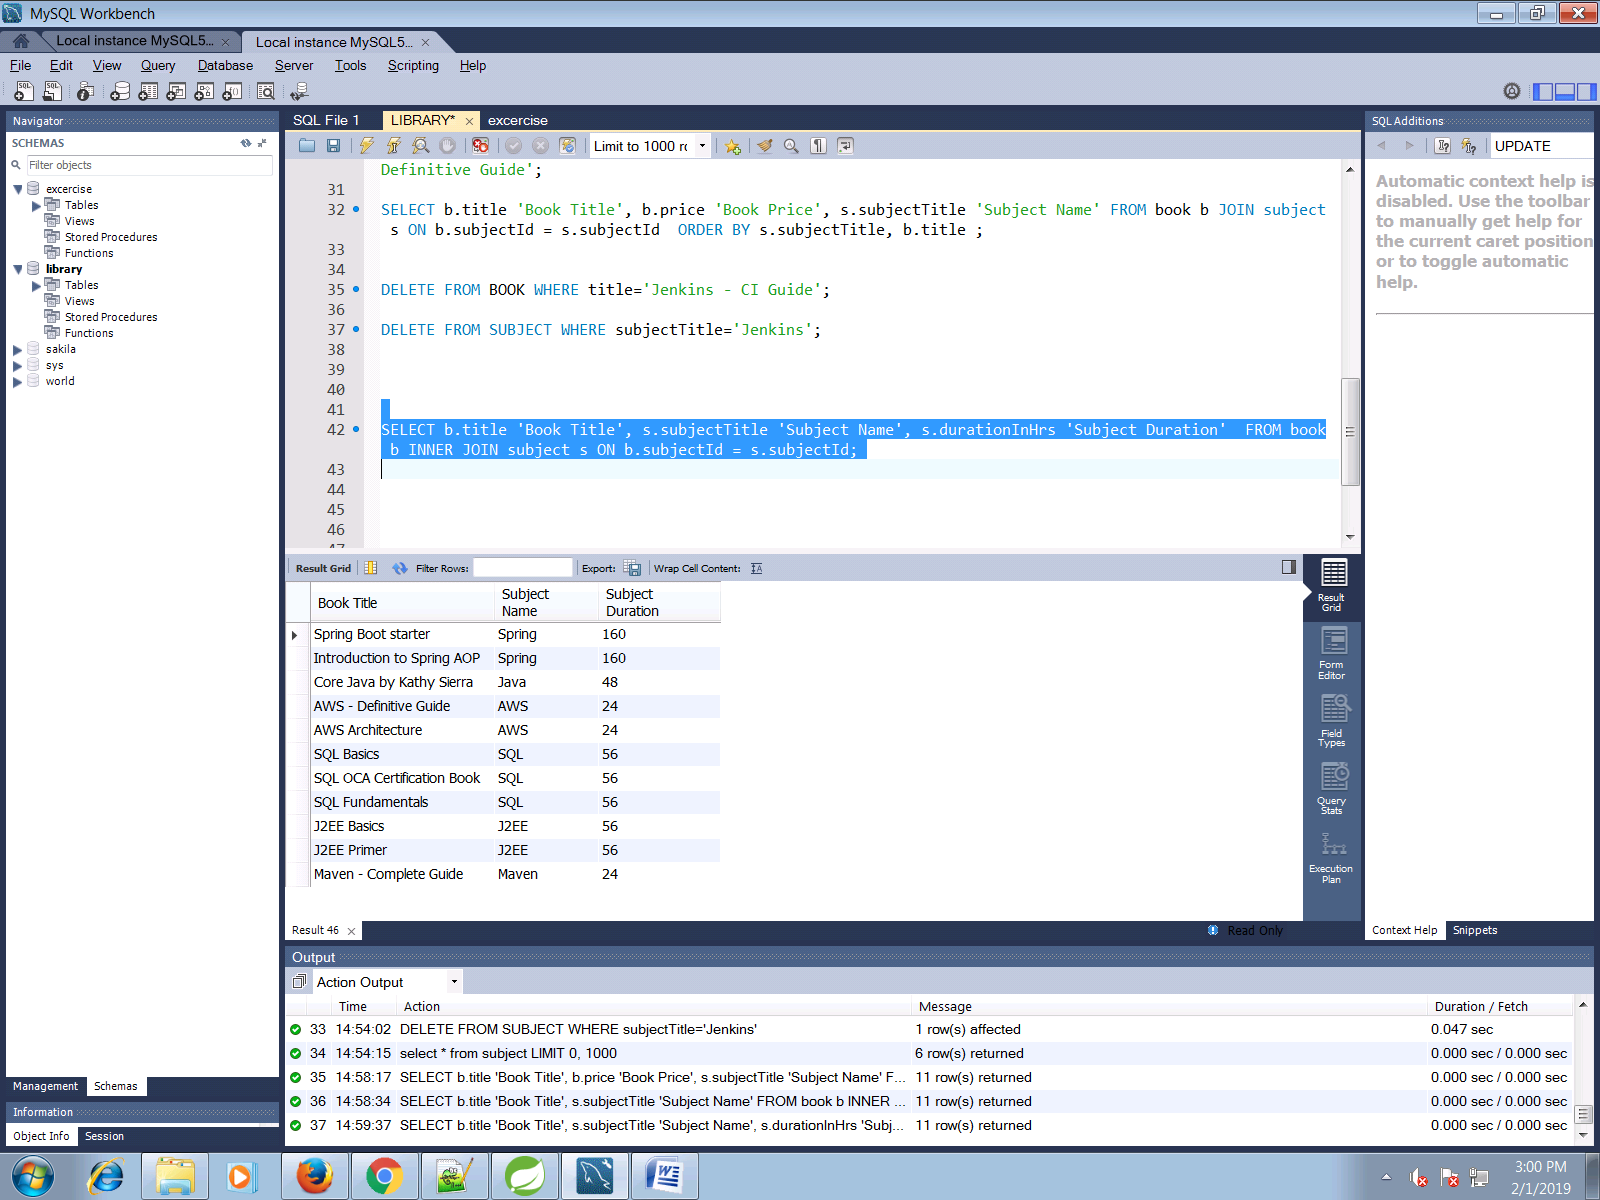 MySQL Workbench
Local instance MySQL5... ×
Local instance MySQL5... ×
File Edit View Query Database Server Tools Scripting Help
Navigator
SCHEMAS
Filter objects
excercise
Tables
Views
Stored Procedures
Functions
library
Tables
Views
Stored Procedures
Functions
sakila
sys
world
Management
Schemas
Information
Object Info
Session
SQL File 1
LIBRARY* ×
excercise
Limit to 1000 rc
Definitive Guide';
31
32 SELECT b.title 'Book Title', b.price 'Book Price', s.subjectTitle 'Subject Name' FROM book b JOIN subject
s ON b.subjectId = s.subjectId  ORDER BY s.subjectTitle, b.title ;
33
34
35 DELETE FROM BOOK WHERE title='Jenkins - CI Guide';
36
37 DELETE FROM SUBJECT WHERE subjectTitle='Jenkins';
38
39
40
41
42 SELECT b.title 'Book Title', s.subjectTitle 'Subject Name', s.durationInHrs 'Subject Duration'  FROM book
b INNER JOIN subject s ON b.subjectId = s.subjectId;
43
44
45
46
47
Result Grid Filter Rows: Export: Wrap Cell Content:
Book Title Subject Name Subject Duration
Spring Boot starter Spring 160
Introduction to Spring AOP Spring 160
Core Java by Kathy Sierra Java 48
AWS - Definitive Guide AWS 24
AWS Architecture AWS 24
SQL Basics SQL 56
SQL OCA Certification Book SQL 56
SQL Fundamentals SQL 56
J2EE Basics J2EE 56
J2EE Primer J2EE 56
Maven - Complete Guide Maven 24
Result Grid
Form Editor
Field Types
Query Stats
Execution Plan
Result 46 ×
Read Only
SQL Additions
UPDATE
Automatic context help is
disabled. Use the toolbar
to manually get help for
the current caret position
or to toggle automatic
help.
Context Help
Snippets
Output
Action Output
Time Action Message Duration / Fetch
33 14:54:02 DELETE FROM SUBJECT WHERE subjectTitle='Jenkins' 1 row(s) affected 0.047 sec
34 14:54:15 select * from subject LIMIT 0, 1000 6 row(s) returned 0.000 sec / 0.000 sec
35 14:58:17 SELECT b.title 'Book Title', b.price 'Book Price', s.subjectTitle 'Subject Name' F... 11 row(s) returned 0.000 sec / 0.000 sec
36 14:58:34 SELECT b.title 'Book Title', s.subjectTitle 'Subject Name' FROM book b INNER ... 11 row(s) returned 0.000 sec / 0.000 sec
37 14:59:37 SELECT b.title 'Book Title', s.subjectTitle 'Subject Name', s.durationInHrs 'Subj... 11 row(s) returned 0.000 sec / 0.000 sec
3:00 PM
2/1/2019